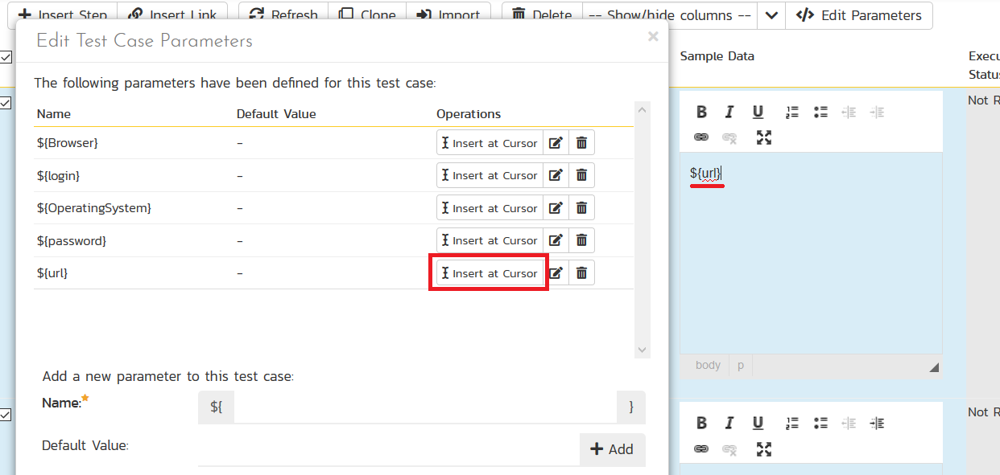 Insert Step Insert Link Refresh Clone Import Delete -- Show/hide columns -- Edit Parameters
Edit Test Case Parameters ×
The following parameters have been defined for this test case:
Name Default Value Operations
${Browser} - Insert at Cursor
${login} - Insert at Cursor
${OperatingSystem} - Insert at Cursor
${password} - Insert at Cursor
${url} - Insert at Cursor
Add a new parameter to this test case:
Name: ${ }
Default Value: Add
Sample Data
Not R
B I U
${url}
body p
Not R
B I U